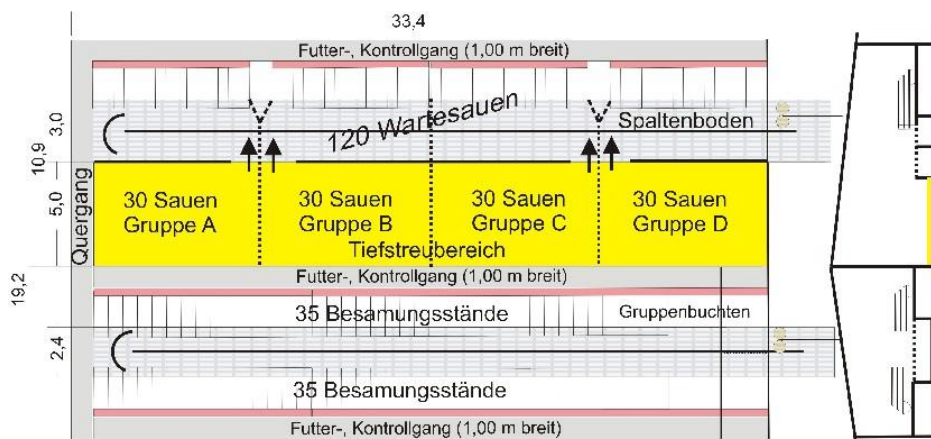 33,4
Futter-, Kontrollgang (1,00 m breit)
3,0
120 Wartesauen
Spaltenboden
10,9
5,0
Quergang
30 Sauen
Gruppe A
30 Sauen
Gruppe B
30 Sauen
Gruppe C
30 Sauen
Gruppe D
Tiefstreubereich
19,2
Futter-, Kontrollgang (1,00 m breit)
35 Besamungsstände
Gruppenbuchten
2,4
35 Besamungsstände
Futter-, Kontrollgang (1,00 m breit)